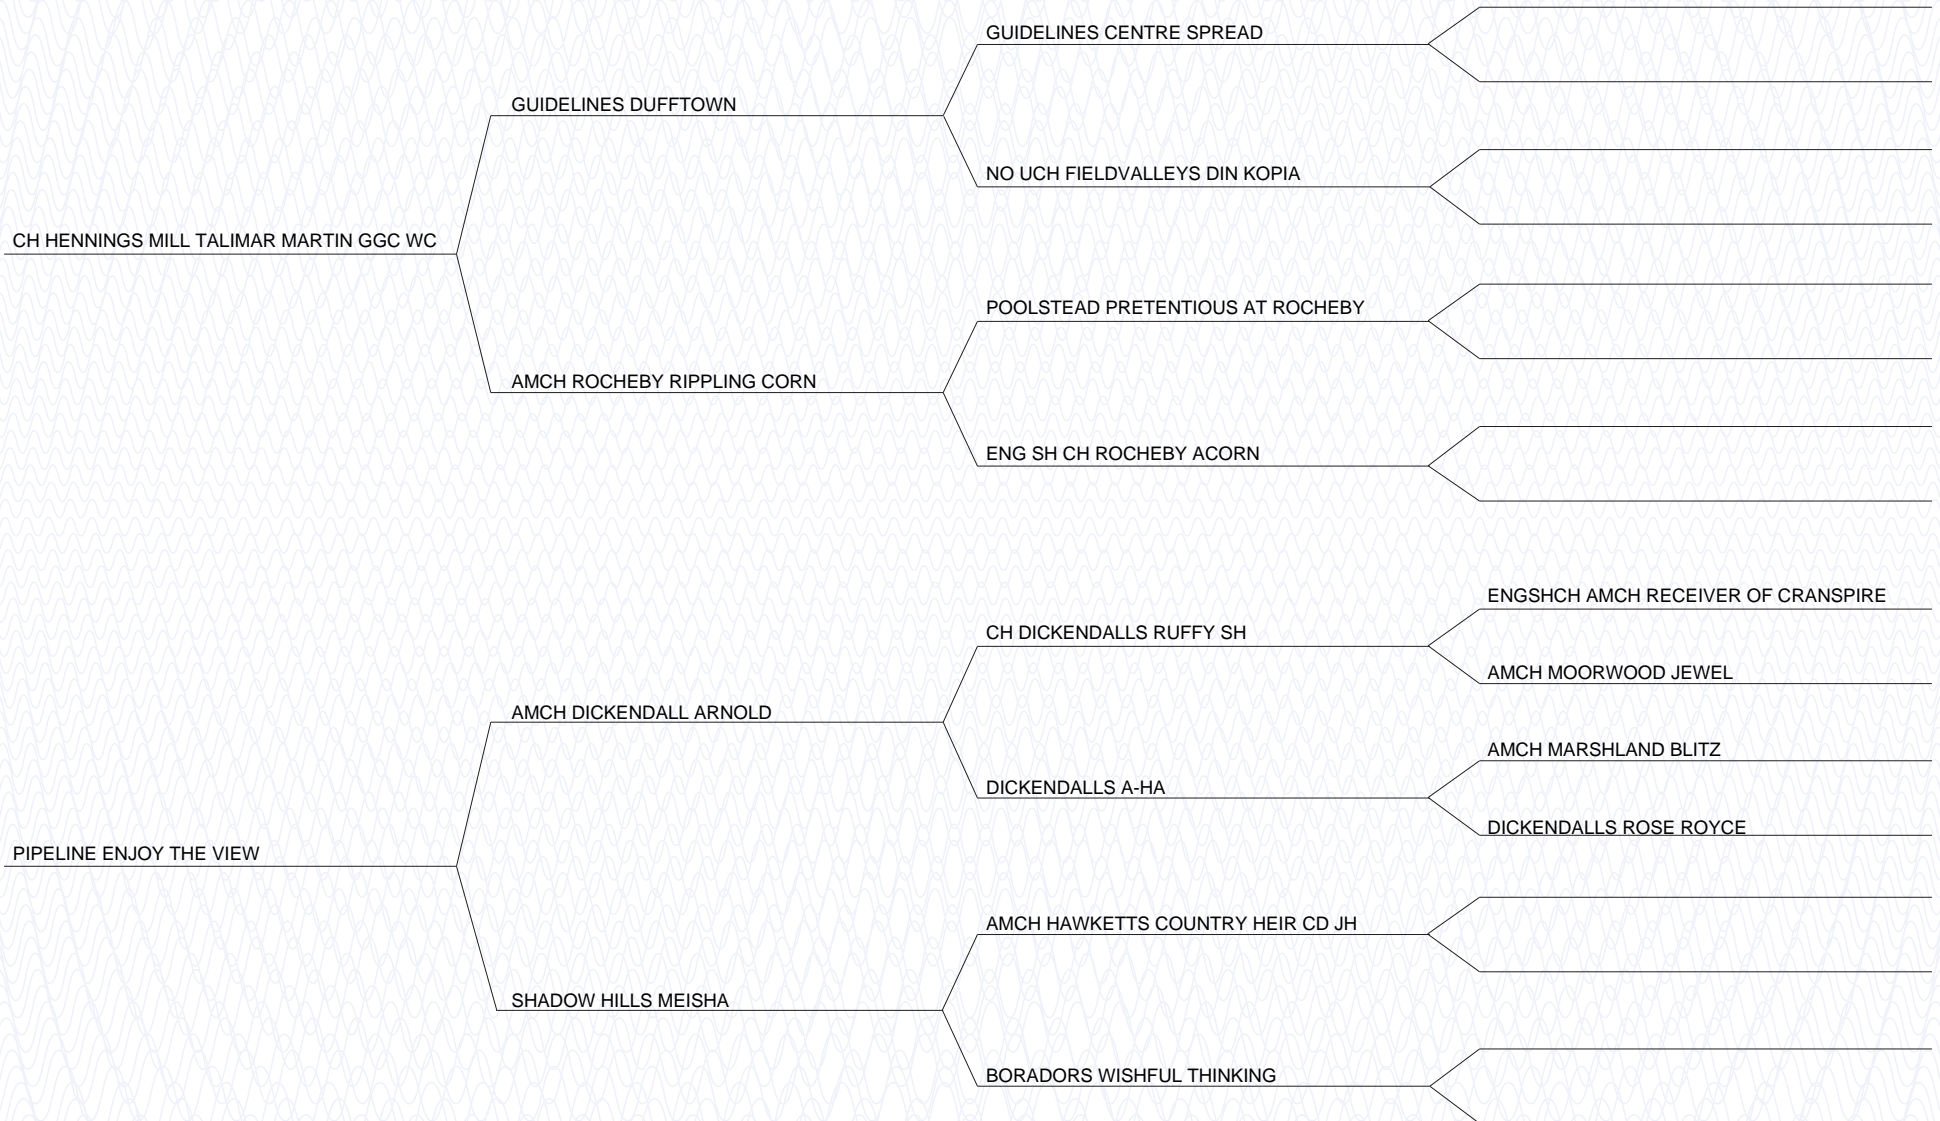 GUIDELINES CENTRE SPREAD
GUIDELINES DUFFTOWN
NO UCH FIELDVALLEYS DIN KOPIA
CH HENNINGS MILL TALIMAR MARTIN GGC WC
POOLSTEAD PRETENTIOUS AT ROCHEBY
AMCH ROCHEBY RIPPLING CORN
ENG SH CH ROCHEBY ACORN
ENGSHCH AMCH RECEIVER OF CRANSPIRE
CH DICKENDALLS RUFFY SH
AMCH MOORWOOD JEWEL
AMCH DICKENDALL ARNOLD
AMCH MARSHLAND BLITZ
DICKENDALLS A-HA
DICKENDALLS ROSE ROYCE
PIPELINE ENJOY THE VIEW
AMCH HAWKETTS COUNTRY HEIR CD JH
SHADOW HILLS MEISHA
BORADORS WISHFUL THINKING